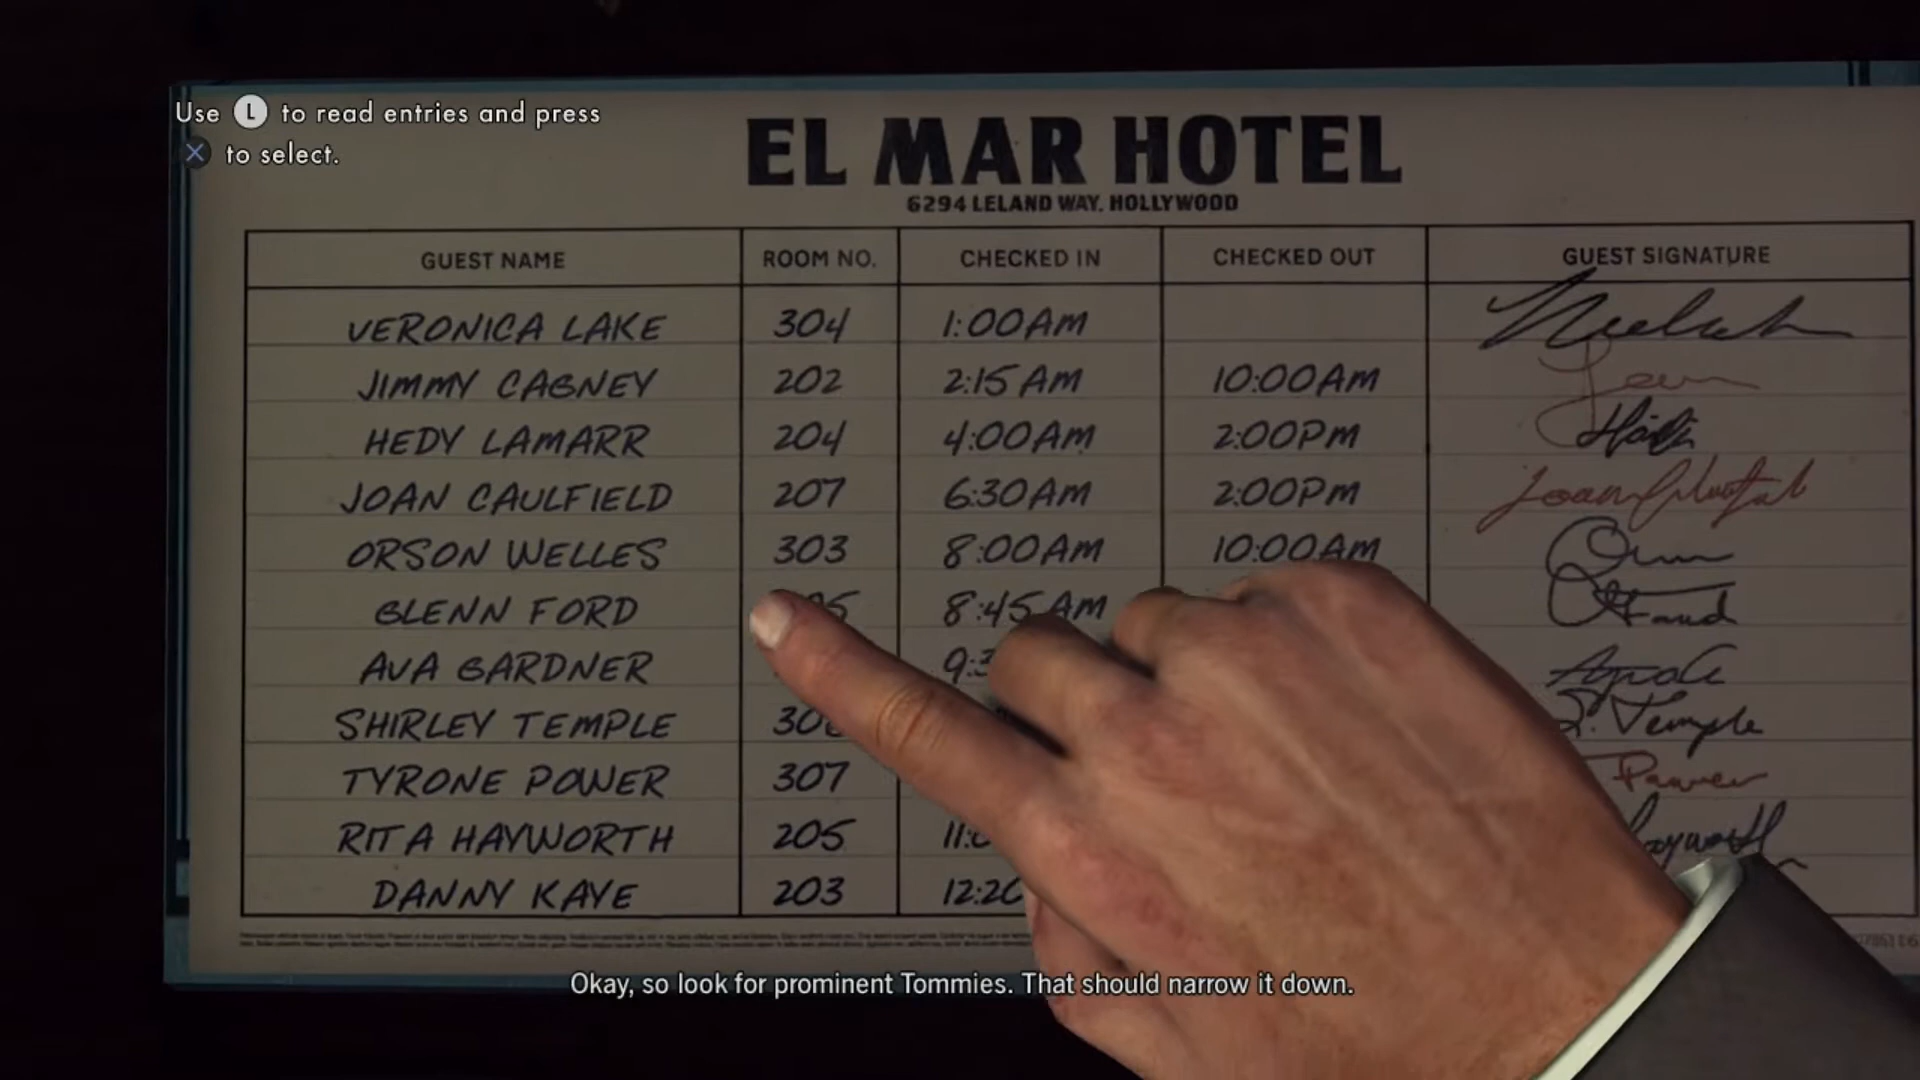 Use L to read entries and press
X to select.
EL MAR HOTEL
6294 LELAND WAY, HOLLYWOOD
GUEST NAME ROOM NO. CHECKED IN CHECKED OUT GUEST SIGNATURE
VERONICA LAKE 304 1:00AM
JIMMY CAGNEY 202 2:15AM 10:00AM
HEDY LAMARR 204 4:00AM 2:00PM
JOAN CAULFIELD 207 6:30AM 2:00PM
ORSON WELLES 303 8:00AM 10:00AM
GLENN FORD 8:45AM
AVA GARDNER
SHIRLEY TEMPLE S. Temple
TYRONE POWER 307 Power
RITA HAYWORTH 205
DANNY KAYE 203
Okay, so look for prominent Tommies. That should narrow it down.